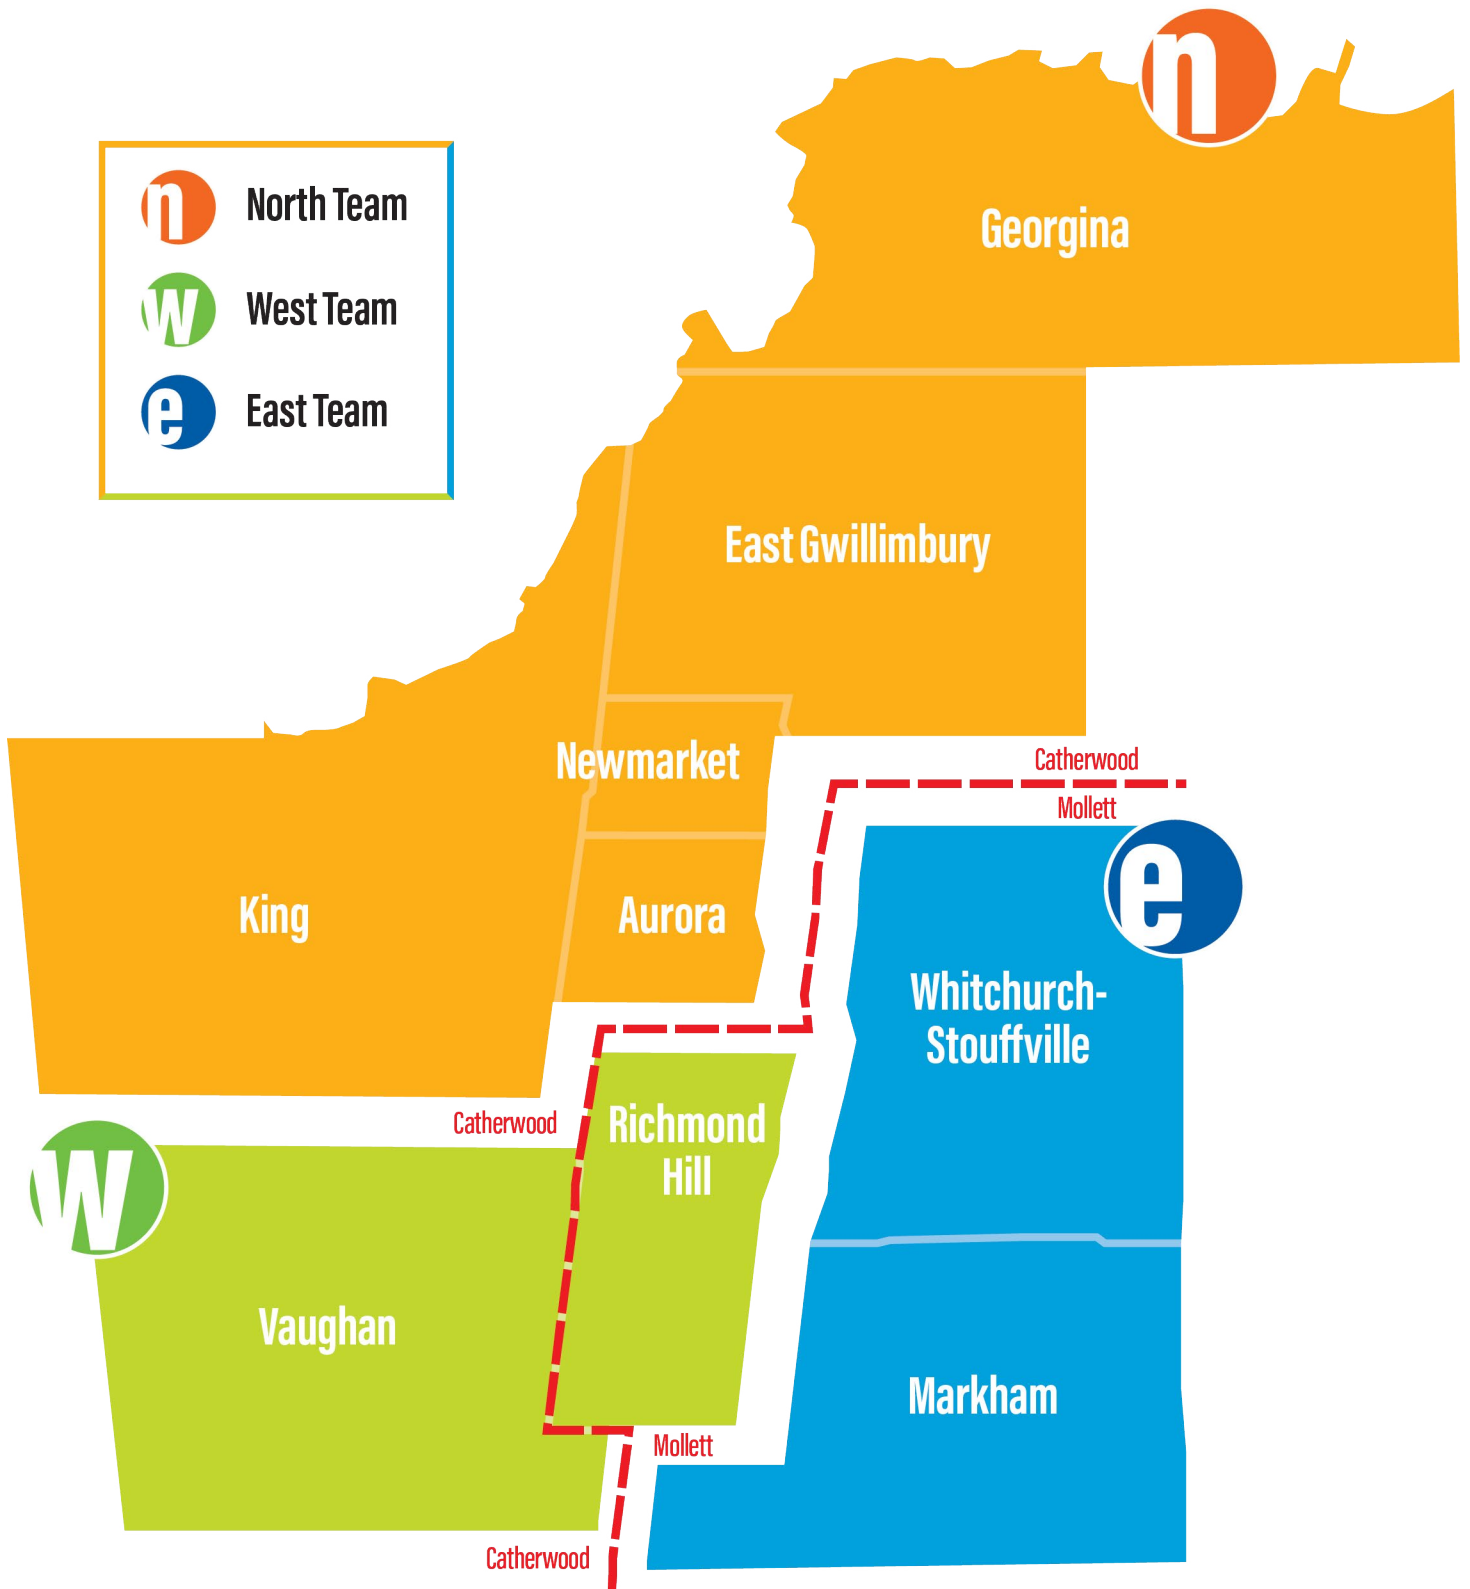 n
n North Team
w West Team
e East Team
Georgina
East Gwillimbury
Newmarket
Catherwood
Mollett
e
King
Aurora
Whitchurch-
Stouffville
Catherwood
Richmond
Hill
w
Vaughan
Markham
Mollett
Catherwood